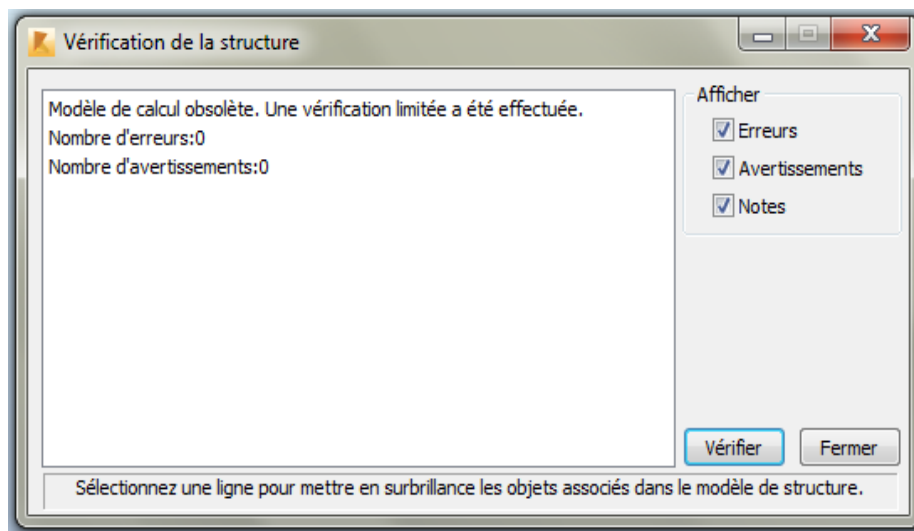 Vérification de la structure
Modèle de calcul obsolète. Une vérification limitée a été effectuée.
Nombre d'erreurs:0
Nombre d'avertissements:0
Afficher
Erreurs
Avertissements
Notes
Vérifier
Fermer
Sélectionnez une ligne pour mettre en surbrillance les objets associés dans le modèle de structure.